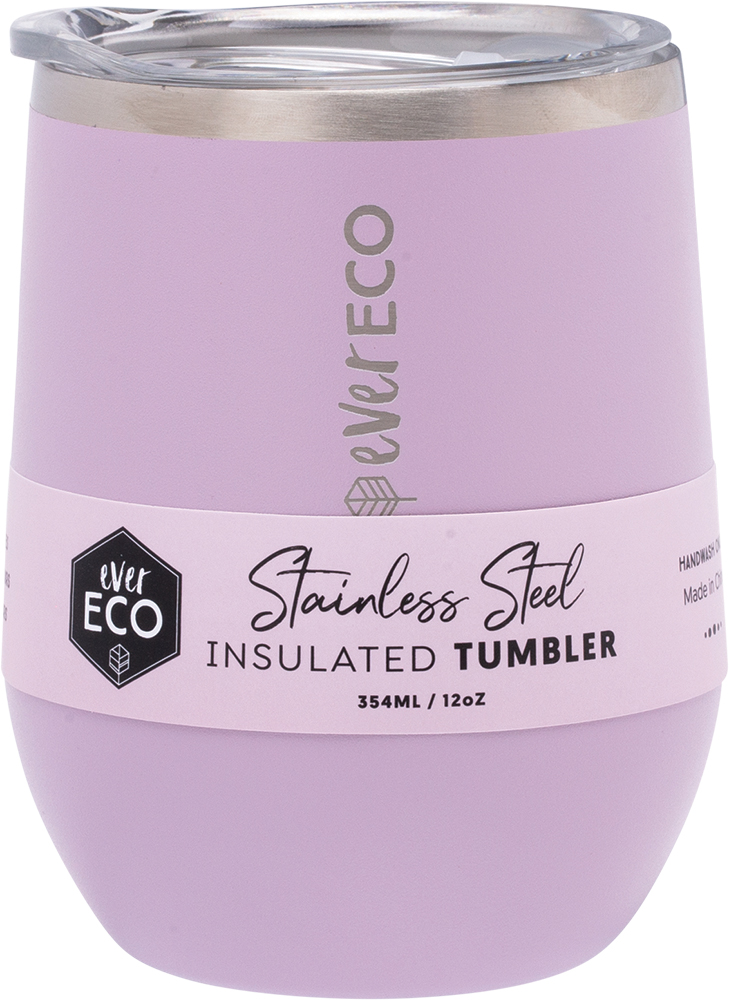 ever ECO
ever
ECO
Stainless Steel
INSULATED TUMBLER
354ML / 12oZ
HANDWASH
Made in